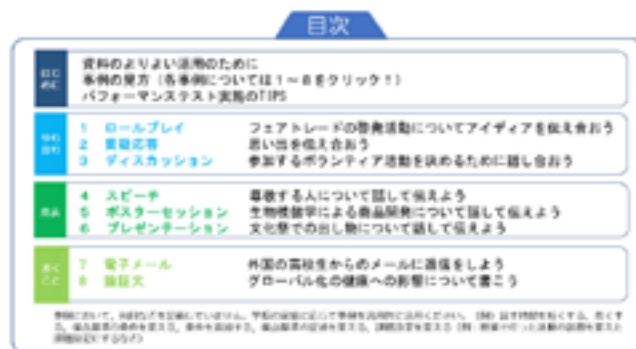 目次
はじめに
資料のよりよい活用のために
事例の見方（各事例については1～8をクリック！）
パフォーマンステスト実施のTIPS
1 ロールプレイ フェアトレードの啓発活動についてアイディアを伝え合おう
2 質疑応答 思い出を伝え合おう
3 ディスカッション 参加するボランティア活動を決めるために話し合おう
発表
4 スピーチ 尊敬する人について話して伝えよう
5 ポスターセッション 生物模倣学による商品開発について話して伝えよう
6 プレゼンテーション 文化祭での出し物について話して伝えよう
書くこと
7 電子メール 外国の高校生からのメールに返信をしよう
8 論証文 グローバル化の健康への影響について書こう